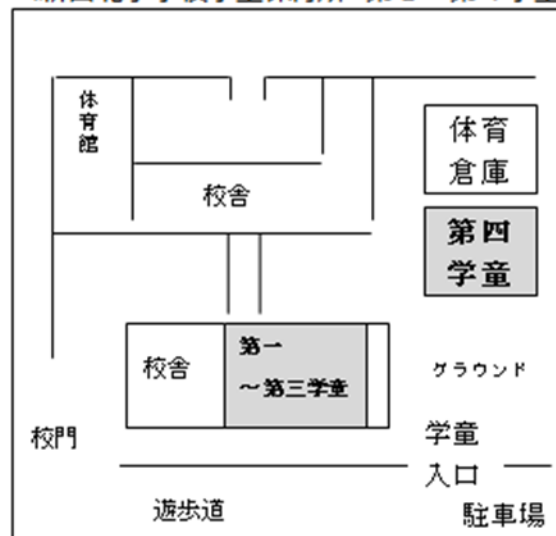 体育館
体育
倉庫
校舎
第四
学童
校舎
第一
～第三学童
グラウンド
校門
学童
入口
遊歩道
駐車場